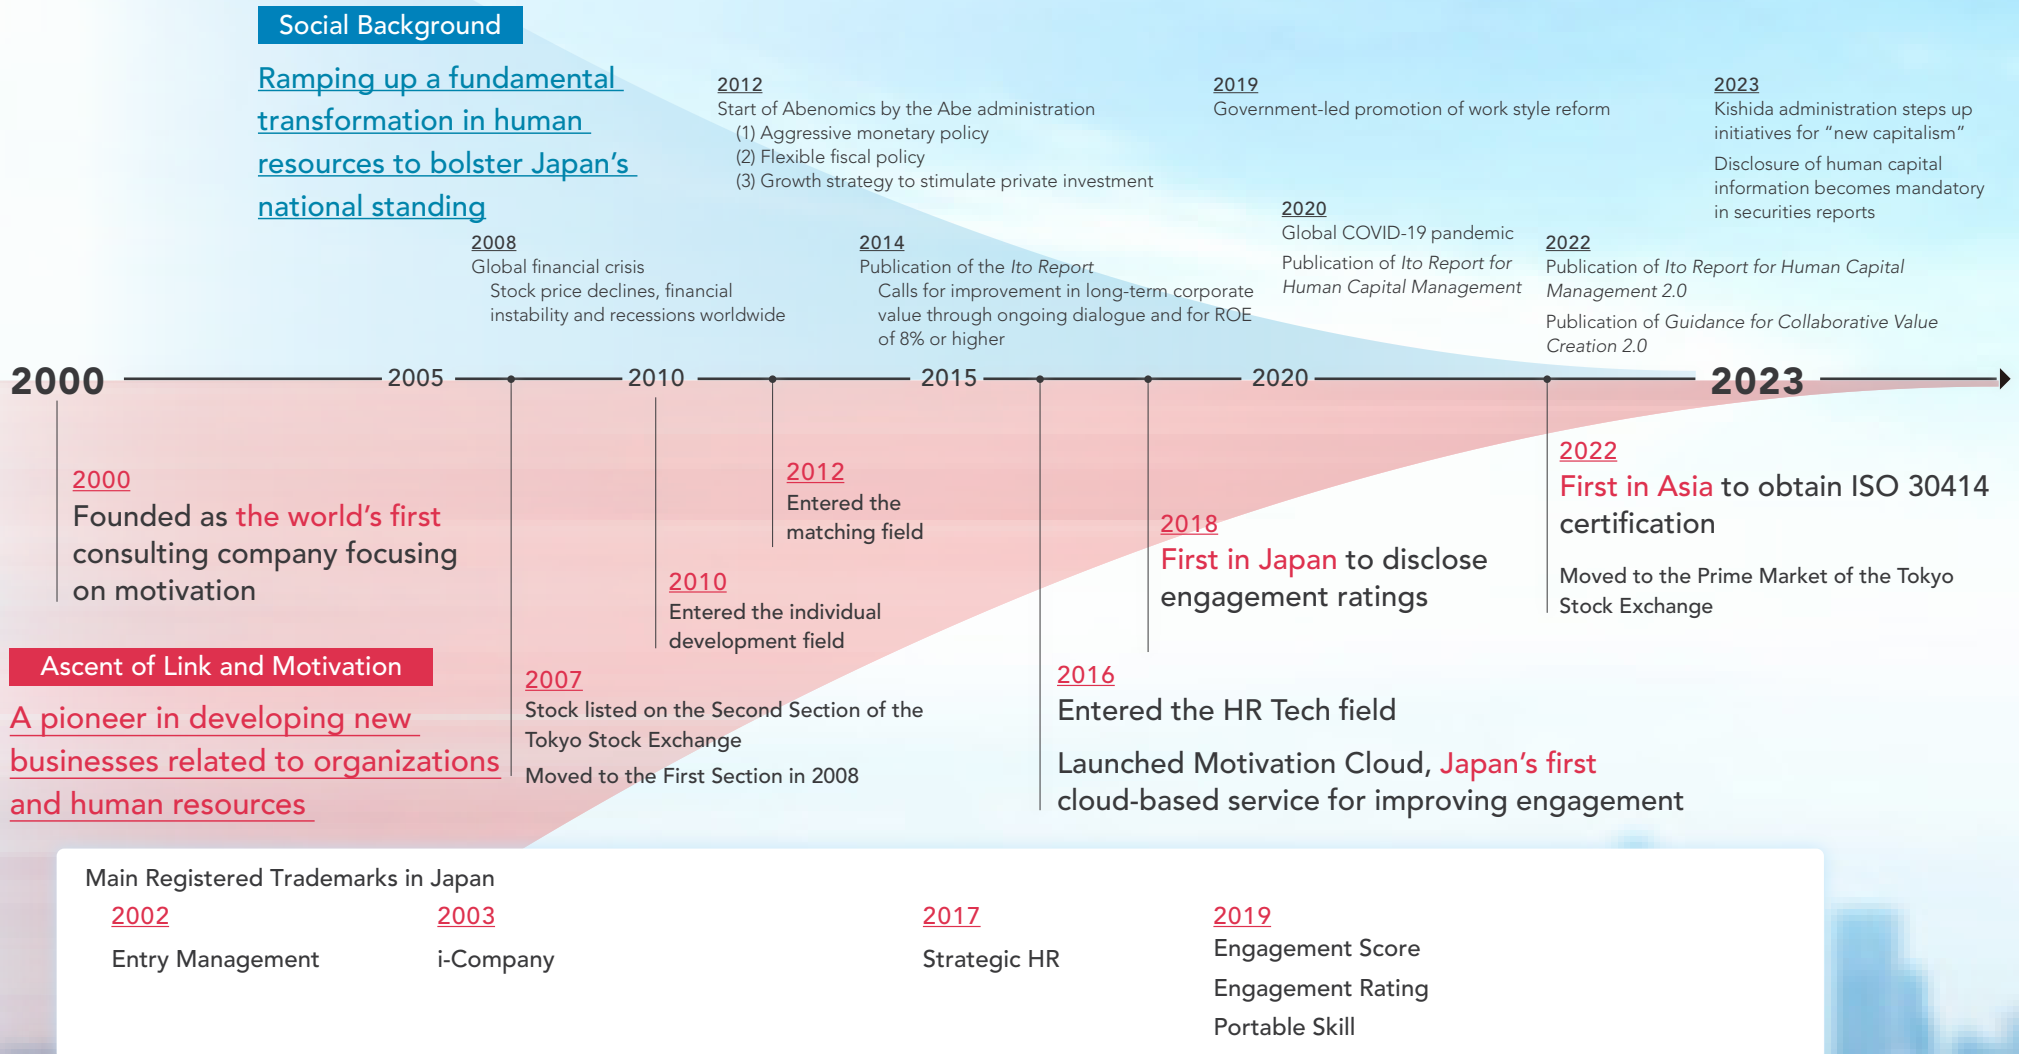 Social Background
Ramping up a fundamental
transformation in human
resources to bolster Japan's
national standing
2008
Global financial crisis
Stock price declines, financial
instability and recessions worldwide
2012
Start of Abenomics by the Abe administration
(1) Aggressive monetary policy
(2) Flexible fiscal policy
(3) Growth strategy to stimulate private investment
2014
Publication of the Ito Report
Calls for improvement in long-term corporate
value through ongoing dialogue and for ROE
of 8% or higher
2019
Government-led promotion of work style reform
2020
Global COVID-19 pandemic
Publication of Ito Report for
Human Capital Management
2022
Publication of Ito Report for Human Capital
Management 2.0
Publication of Guidance for Collaborative Value
Creation 2.0
2023
Kishida administration steps up
initiatives for “new capitalism”
Disclosure of human capital
information becomes mandatory
in securities reports
2000 2005 2010 2015 2020 2023
2000
Founded as the world's first
consulting company focusing
on motivation
Ascent of Link and Motivation
A pioneer in developing new
businesses related to organizations
and human resources
2007
Stock listed on the Second Section of the
Tokyo Stock Exchange
Moved to the First Section in 2008
2010
Entered the individual
development field
2012
Entered the
matching field
2016
Entered the HR Tech field
Launched Motivation Cloud, Japan's first
cloud-based service for improving engagement
2018
First in Japan to disclose
engagement ratings
2022
First in Asia to obtain ISO 30414
certification
Moved to the Prime Market of the Tokyo
Stock Exchange
Main Registered Trademarks in Japan
2002
Entry Management
2003
i-Company
2017
Strategic HR
2019
Engagement Score
Engagement Rating
Portable Skill